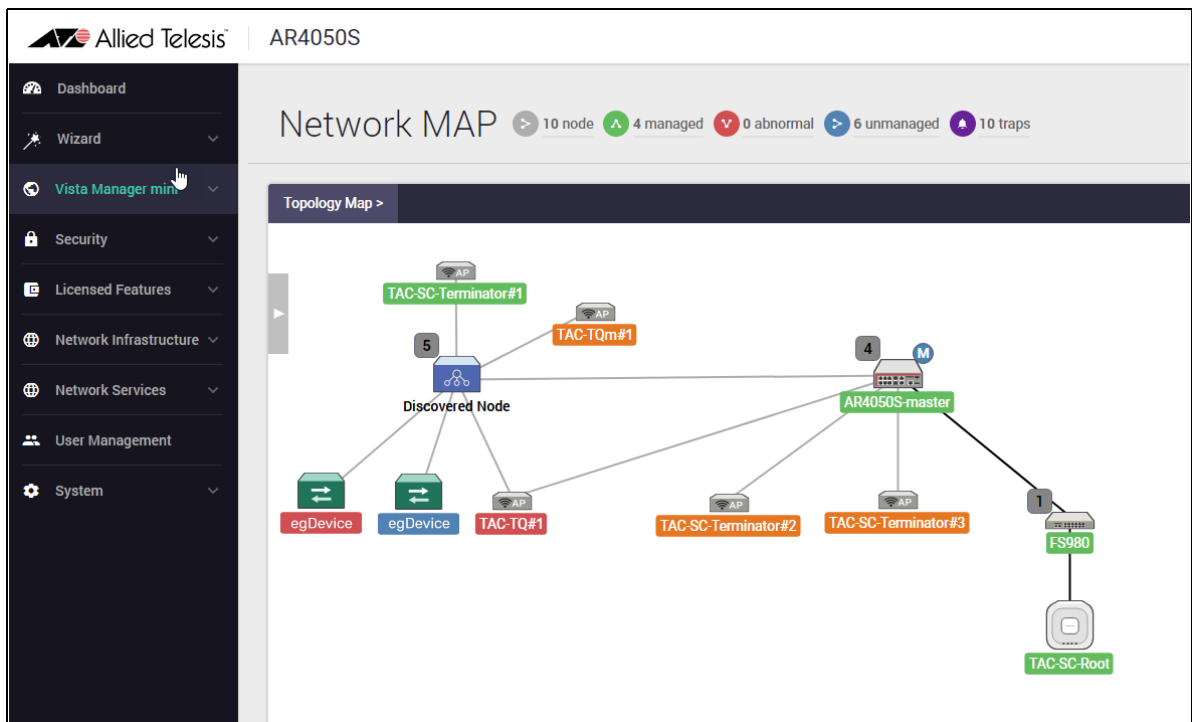 Allied Telesis
AR4050S
Dashboard
Wizard
Vista Manager mini
Security
Licensed Features
Network Infrastructure
Network Services
User Management
System
Network MAP
10 node
4 managed
0 abnormal
6 unmanaged
10 traps
Topology Map >
AP
TAC-SC-Terminator#1
AP
TAC-TQm#1
5
Discovered Node
4
M
AR4050S-master
egDevice
egDevice
AP
TAC-TQ#1
AP
TAC-SC-Terminator#2
AP
TAC-SC-Terminator#3
1
FS980
TAC-SC-Root